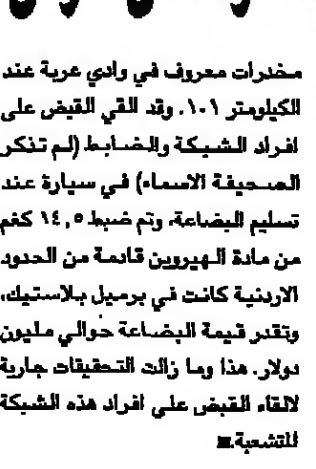 مخدرات معروف في وادي عربة عند
الكيلومتر ١٠١. وقد القي القبض على
افراد الشبكة والضابط (لم تذكر
الصحيفة الاسماء) في سيارة عند
تسليم البضاعة، وتم ضبط ١٤,٥ كغم
من مادة الهيروين قادمة من الحدود
الاردنية كانت في برميل بلاستيك،
وتقدر قيمة البضاعة حوالي مليون
دولار. هذا وما زالت التحقيقات جارية
لالقاء القبض على افراد هذه الشبكة
المتشعبة.■